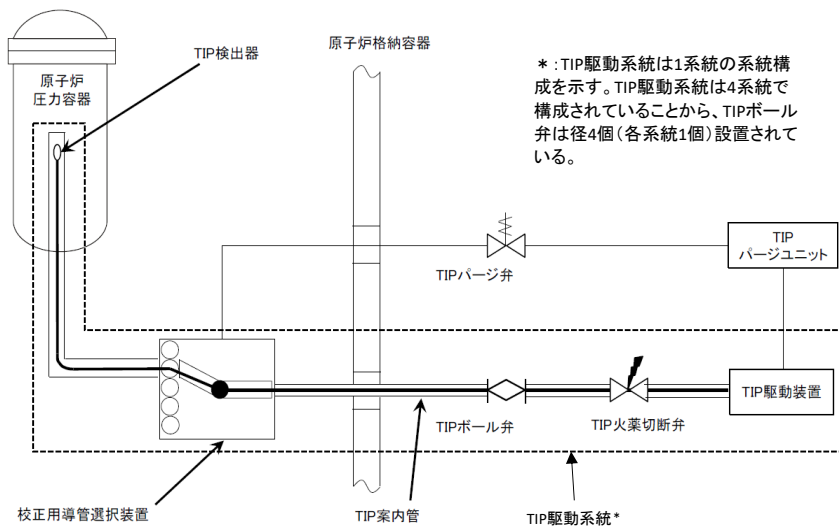 TIP検出器
原子炉格納容器
原子炉
圧力容器
*:TIP駆動系統は1系統の系統構
成を示す。TIP駆動系統は4系統で
構成されていることから、TIPボール
弁は径4個(各系統1個)設置されて
いる。
TIP
パージユニット
TIPパージ弁
TIP駆動装置
TIPボール弁
TIP火薬切断弁
校正用導管選択装置
TIP案内管
TIP駆動系統*